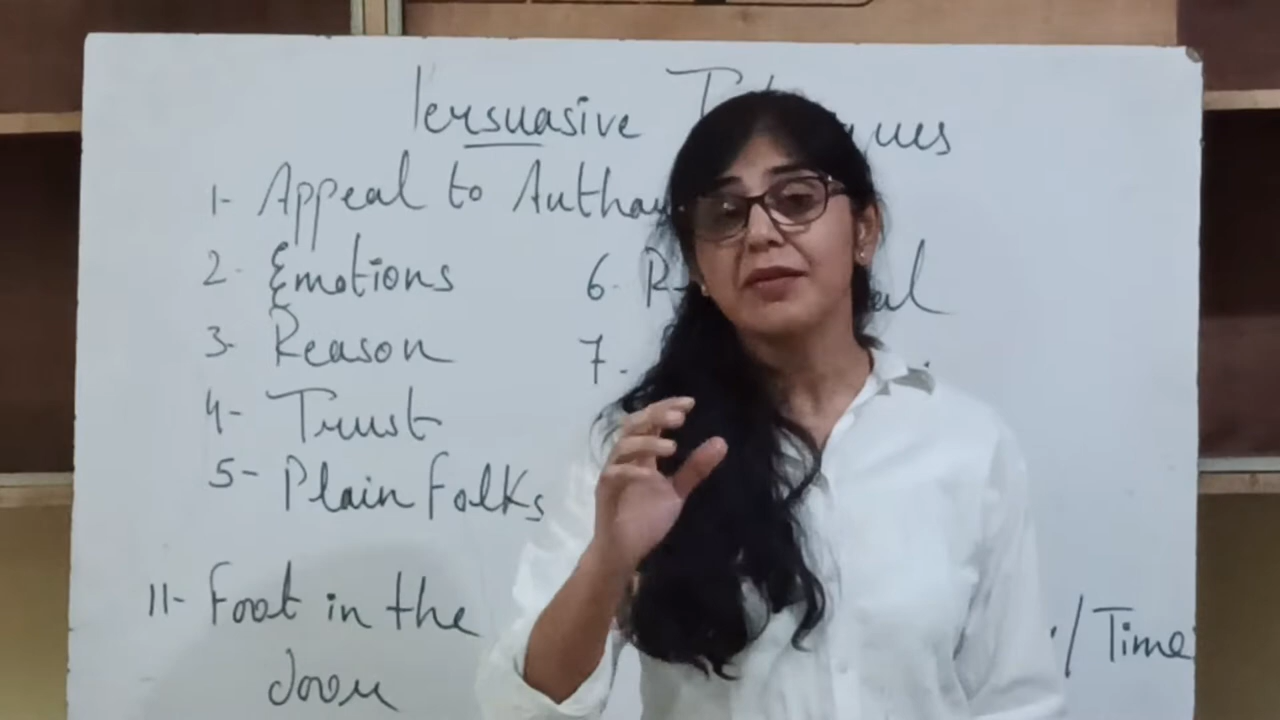 Persuasive
1- Appeal to
2- Emotions
3- Reason
4- Trust
5- Plain Folks
6-
7-
11- Foot in the
door
/ Time